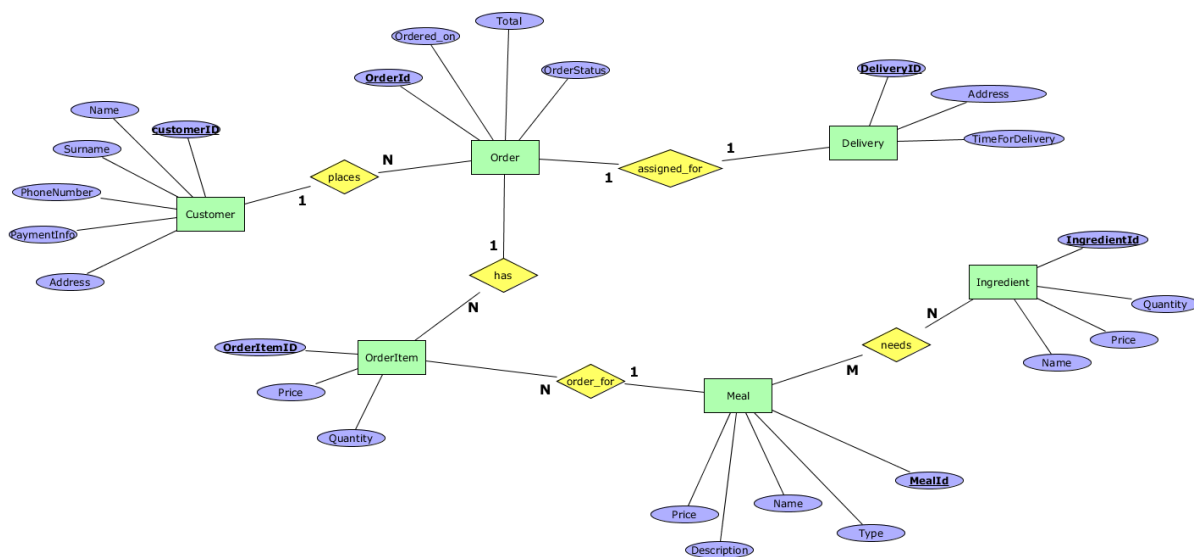 Total
Ordered_on
OrderId
OrderStatus
DeliveryID
Address
TimeForDelivery
Delivery
Name
customerID
Surname
PhoneNumber
PaymentInfo
Address
Customer
places
N
1
Order
assigned_for
1
1
1
has
N
IngredientId
Ingredient
Quantity
Price
Name
N
needs
M
OrderItemID
OrderItem
Price
Quantity
order_for
N
1
Meal
MealId
Price
Name
Type
Description